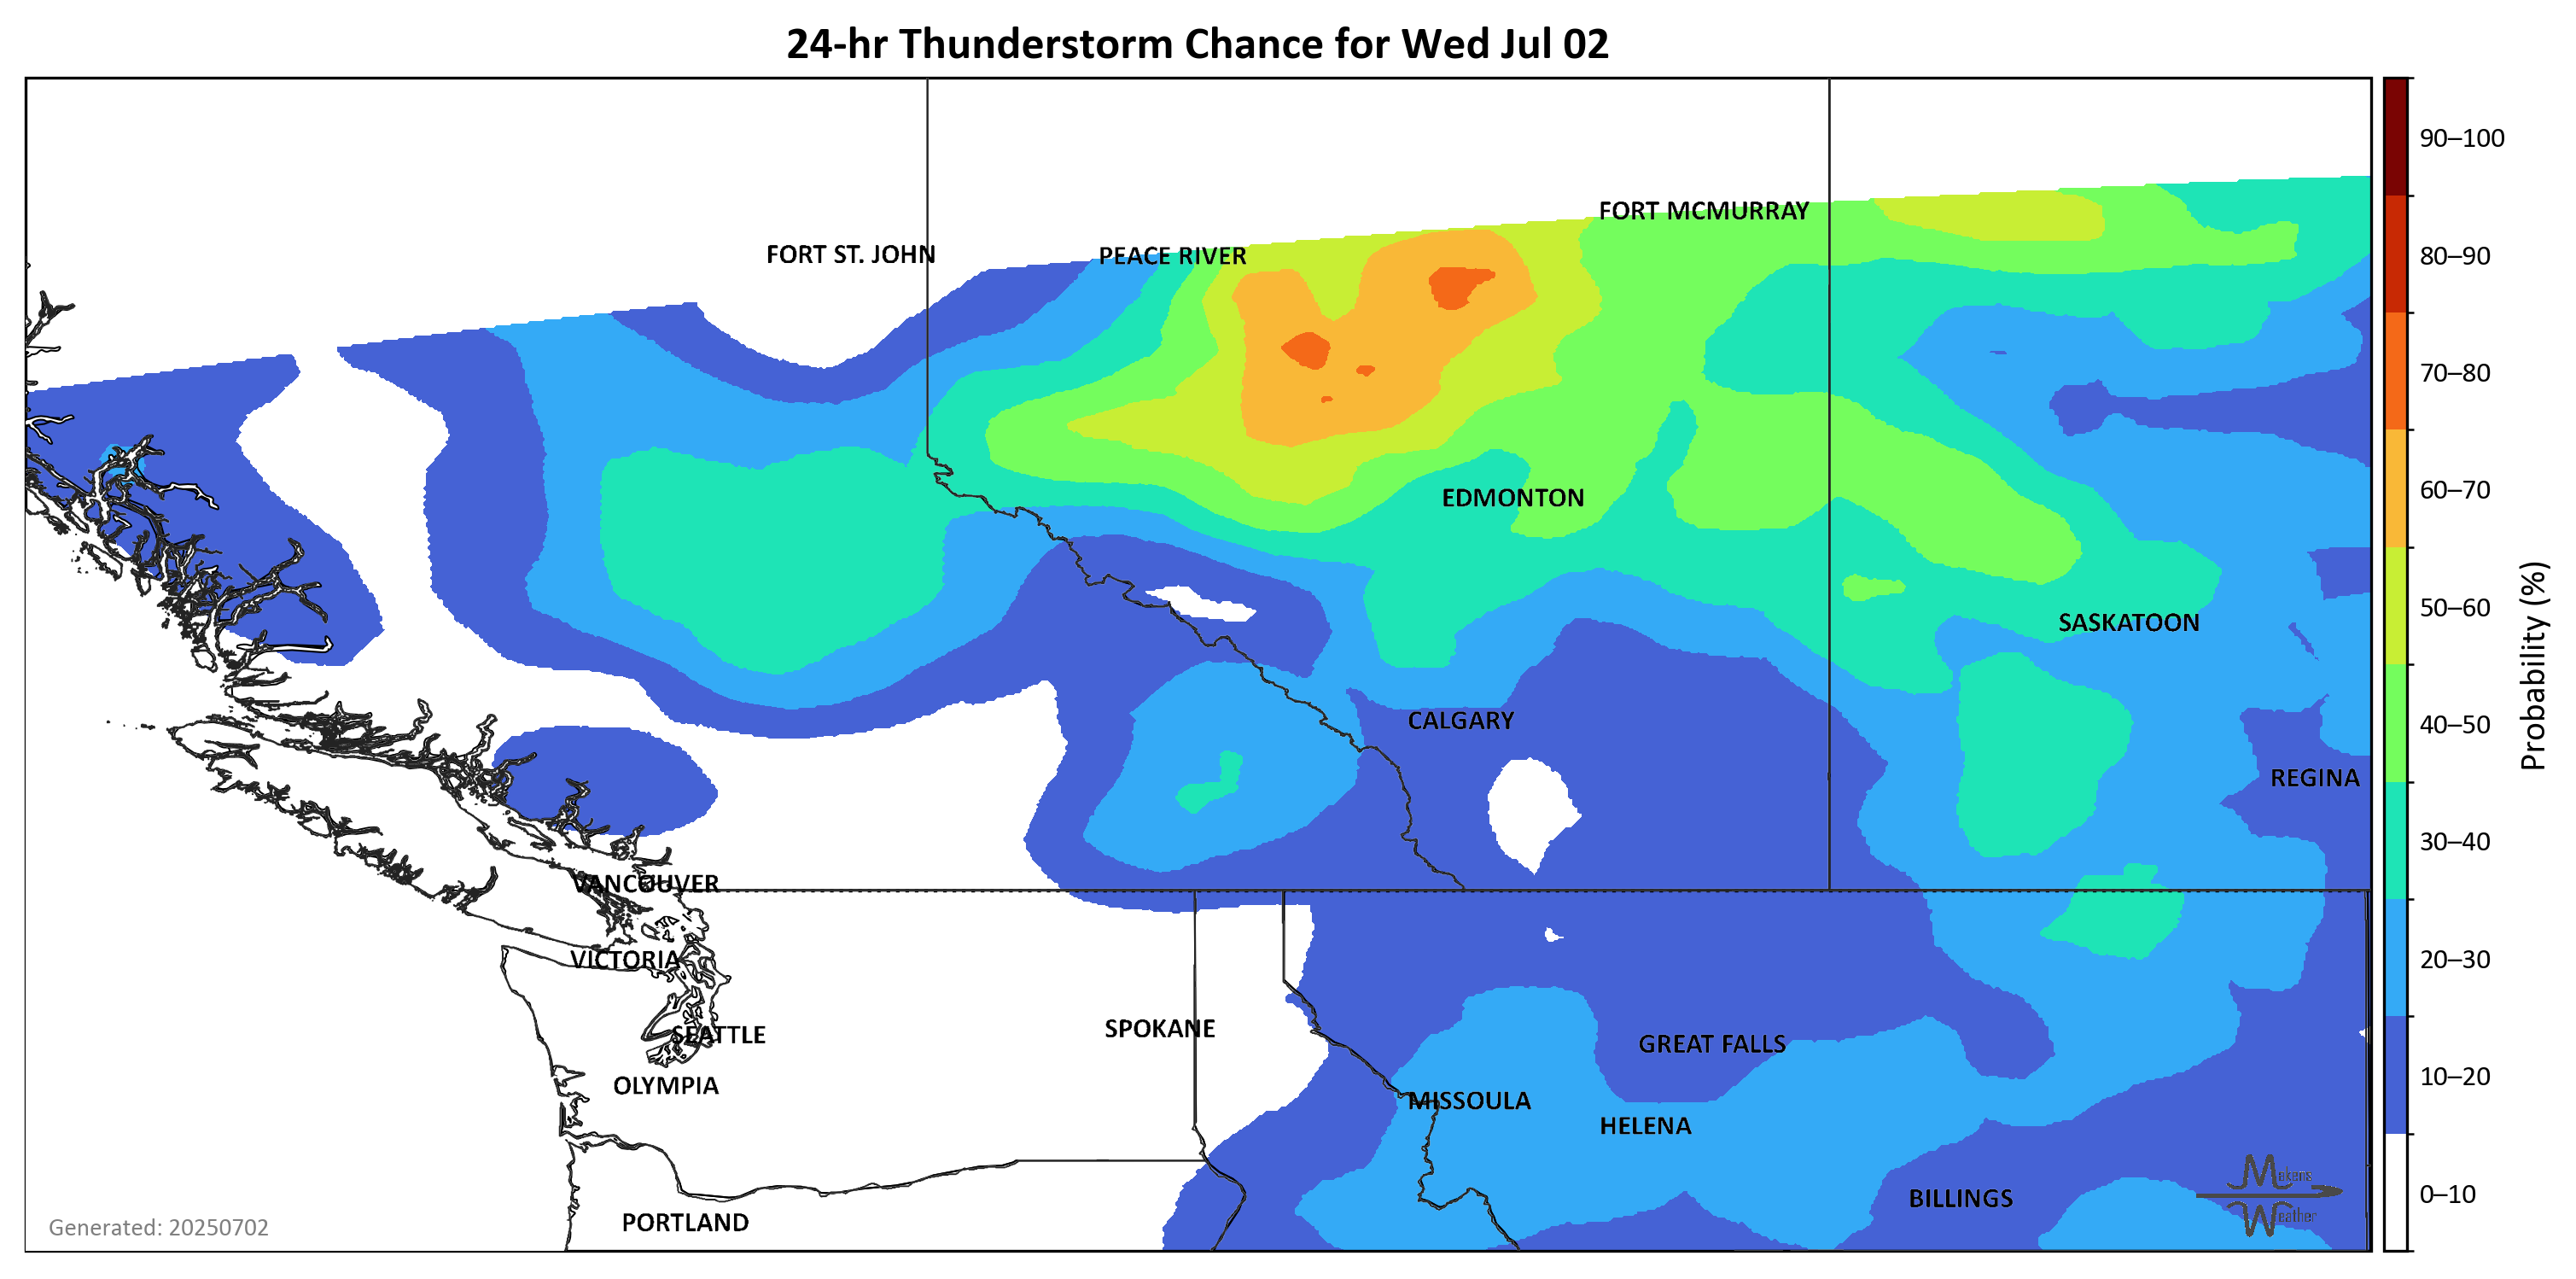 24-hr Thunderstorm Chance for Wed Jul 02
90–100
FORT MCMURRAY
FORT ST. JOHN
PEACE RIVER
80–90
70–80
60–70
EDMONTON
50–60
SASKATOON
Probability (%)
CALGARY
40–50
REGINA
30–40
VANCOUVER
VICTORIA
20–30
SPOKANE
SEATTLE
GREAT FALLS
10–20
OLYMPIA
MISSOULA
HELENA
Mekens
Weather
BILLINGS
0–10
PORTLAND
Generated: 20250702